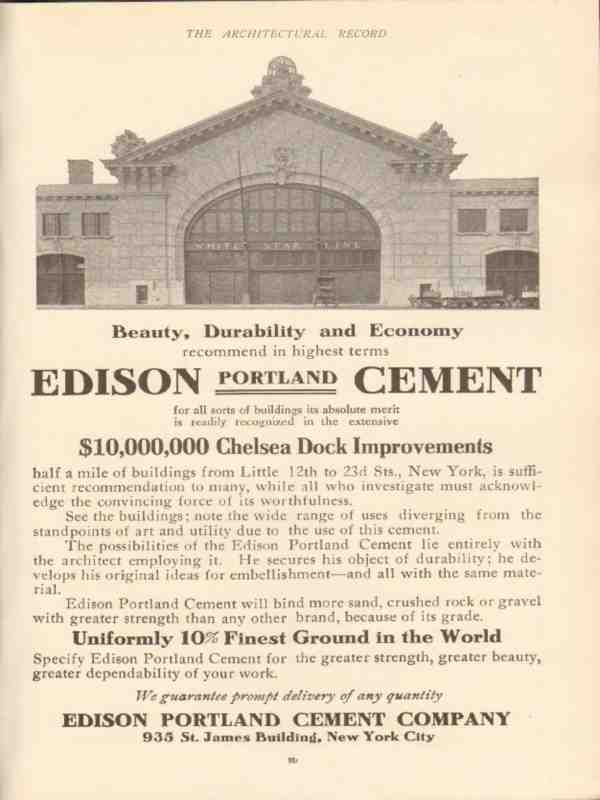 THE ARCHITECTURAL RECORD
WHITE STAR LINE
Beauty, Durability and Economy
recommend in highest terms
EDISON PORTLAND CEMENT
for all sorts of buildings its absolute merit
is readily recognized in the extensive
$10,000,000 Chelsea Dock Improvements
half a mile of buildings from Little 12th to 23d Sts., New York, is suffi-
cient recommendation to many, while all who investigate must acknowl-
edge the convincing force of its worthfulness.
See the buildings; note the wide range of uses diverging from the
standpoints of art and utility due to the use of this cement.
The possibilities of the Edison Portland Cement lie entirely with
the architect employing it. He secures his object of durability; he de-
velops his original ideas for embellishment—and all with the same mate-
rial.
Edison Portland Cement will bind more sand, crushed rock or gravel
with greater strength than any other brand, because of its grade.
Uniformly 10% Finest Ground in the World
Specify Edison Portland Cement for the greater strength, greater beauty,
greater dependability of your work.
We guarantee prompt delivery of any quantity
EDISON PORTLAND CEMENT COMPANY
935 St. James Building, New York City